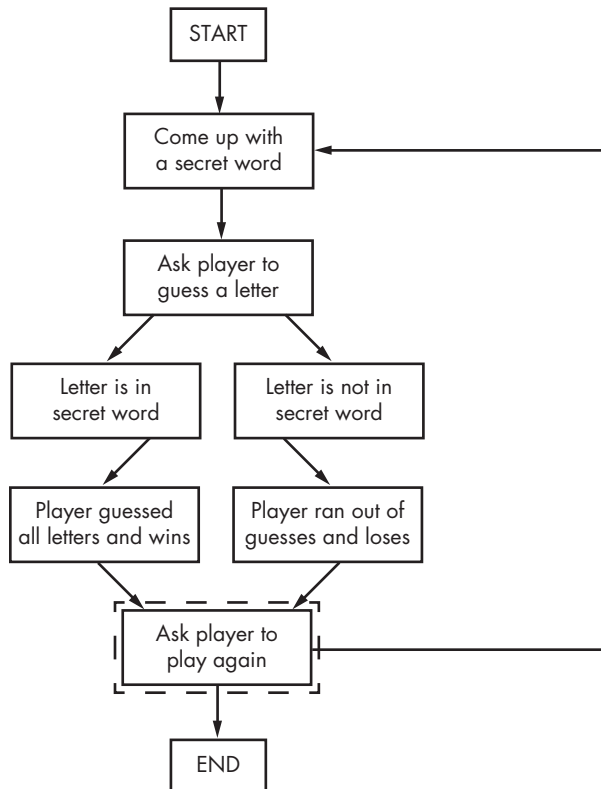 START
Come up with
a secret word
Ask player to
guess a letter
Letter is in
secret word
Letter is not in
secret word
Player guessed
all letters and wins
Player ran out of
guesses and loses
Ask player to
play again
END